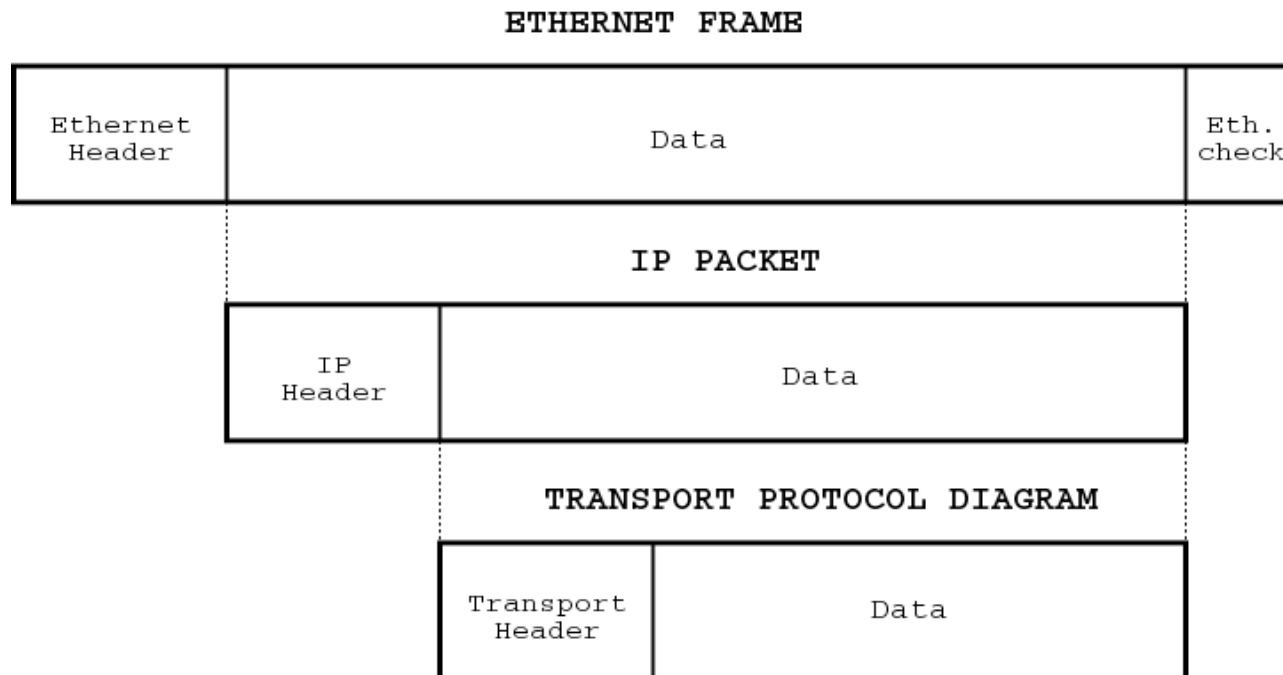 ETHERNET FRAME
Ethernet
Header
Data
Eth.
check
IP PACKET
IP
Header
Data
TRANSPORT PROTOCOL DIAGRAM
Transport
Header
Data